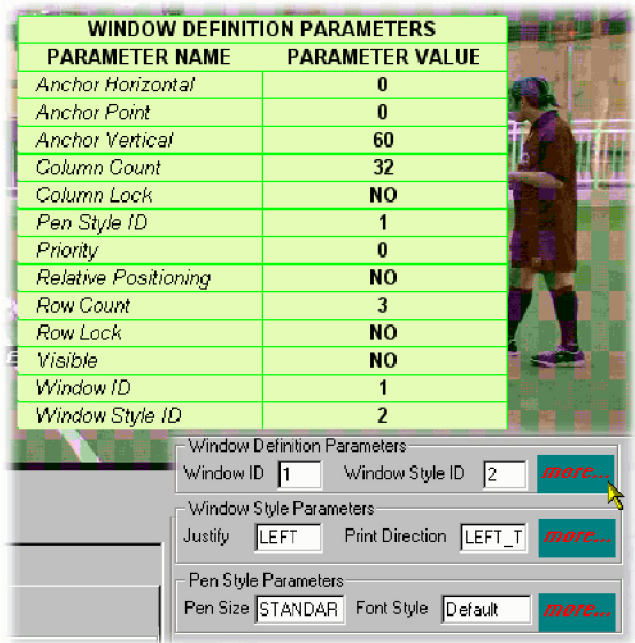 WINDOW DEFINITION PARAMETERS
PARAMETER NAME PARAMETER VALUE
Anchor Horizontal 0
Anchor Point 0
Anchor Vertical 60
Column Count 32
Column Lock NO
Pen Style ID 1
Priority 0
Relative Positioning NO
Row Count 3
Row Lock NO
Visible NO
Window ID 1
Window Style ID 2
Window Definition Parameters
Window ID 1 Window Style ID 2 more...
Window Style Parameters
Justify LEFT Print Direction LEFT_T more...
Pen Style Parameters
Pen Size STANDAR Font Style Default more...